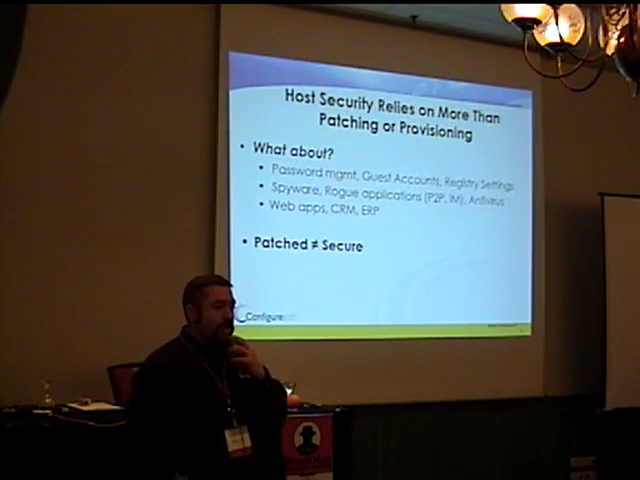 Host Security Relies on More Than
Patching or Provisioning
• What about?
• Password mgmt, Guest Accounts, Registry Settings
• Spyware, Rogue applications (P2P, IM), Antivirus
• Web apps, CRM, ERP
• Patched ≠ Secure
Configuresoft